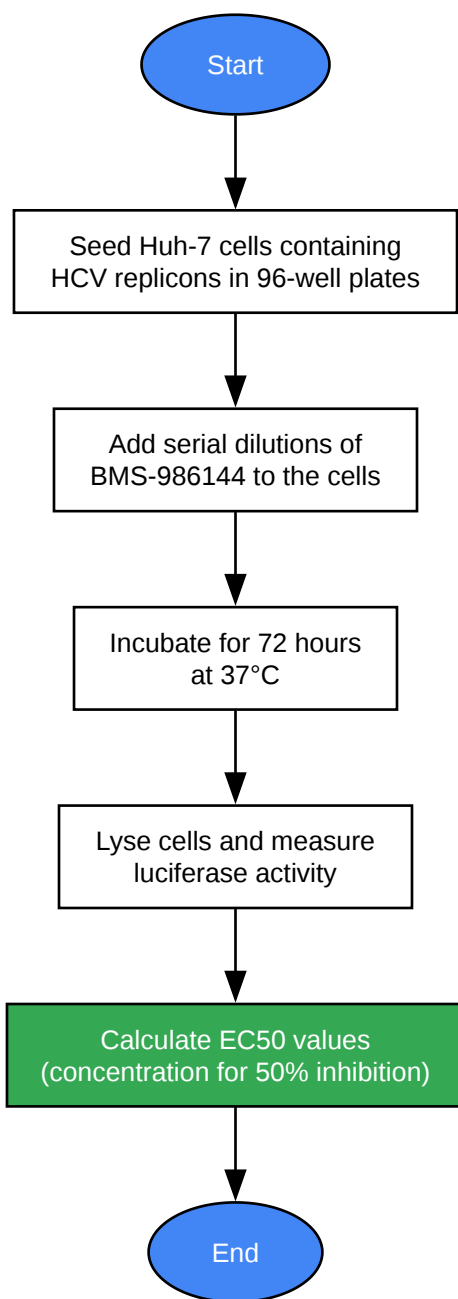 Start
Seed Huh-7 cells containing
HCV replicons in 96-well plates
Add serial dilutions of
BMS-986144 to the cells
Incubate for 72 hours
at 37°C
Lyse cells and measure
luciferase activity
Calculate EC50 values
(concentration for 50% inhibition)
End